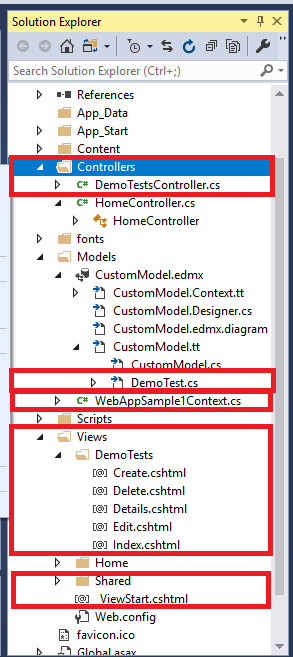 Solution Explorer
Search Solution Explorer (Ctrl+;)
References
App_Data
App_Start
Content
Controllers
C# DemoTestsController.cs
C# HomeController.cs
HomeController
fonts
Models
CustomModel.edmx
CustomModel.Context.tt
CustomModel.Designer.cs
CustomModel.edmx.diagram
CustomModel.tt
CustomModel.cs
DemoTest.cs
C# WebAppSample1Context.cs
Scripts
Views
DemoTests
[@] Create.cshtml
[@] Delete.cshtml
[@] Details.cshtml
[@] Edit.cshtml
[@] Index.cshtml
Home
Shared
[@] _ViewStart.cshtml
Web.config
favicon.ico
Global.asax